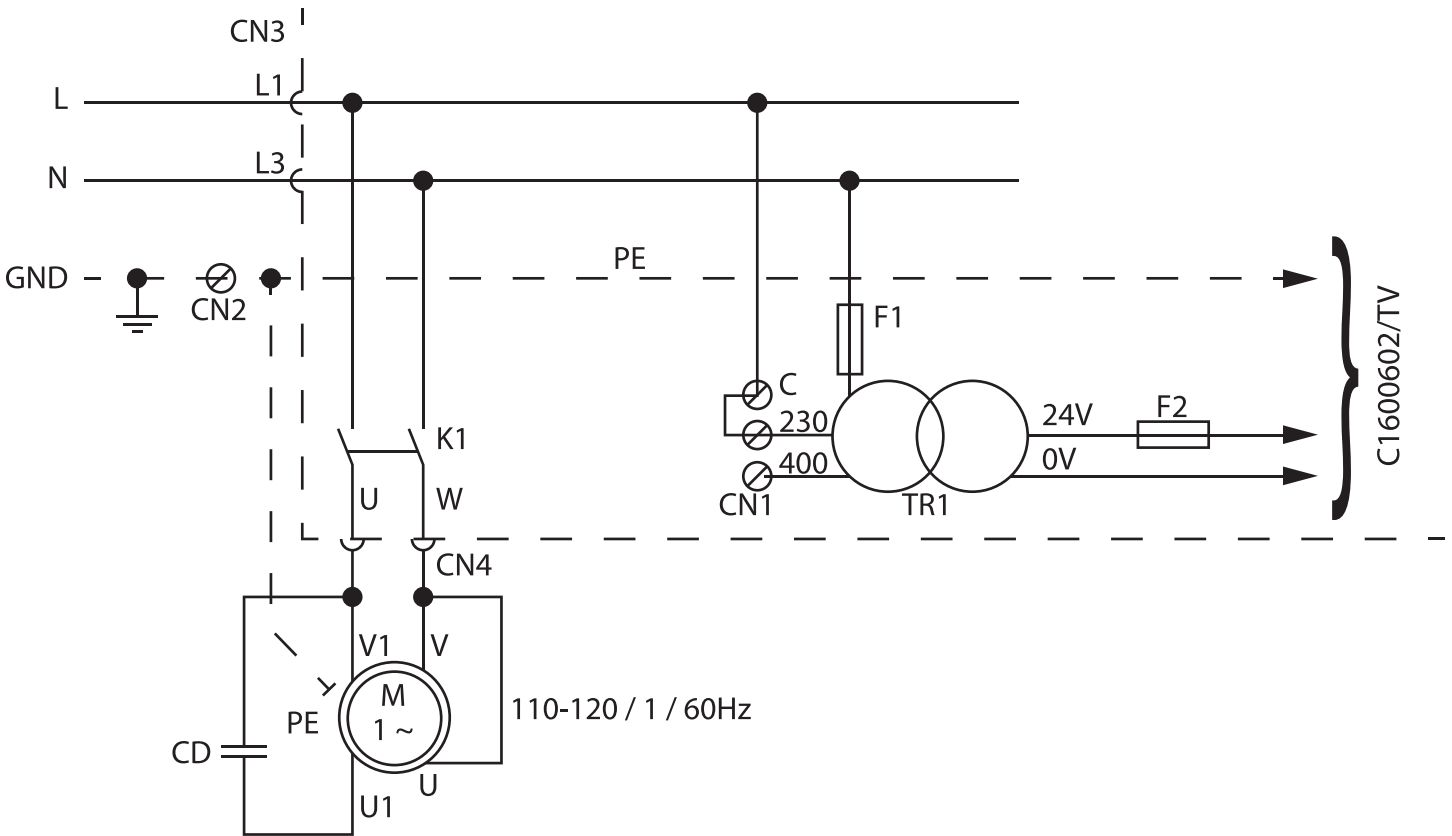 CN3
L1
L
L3
N
PE
GND
CN2
F1
C
230
24V
F2
400
0V
CN1
TR1
C1600602/TV
K1
U
W
CN4
V1
V
M
1 ~
PE
110-120 / 1 / 60Hz
CD
U
U1